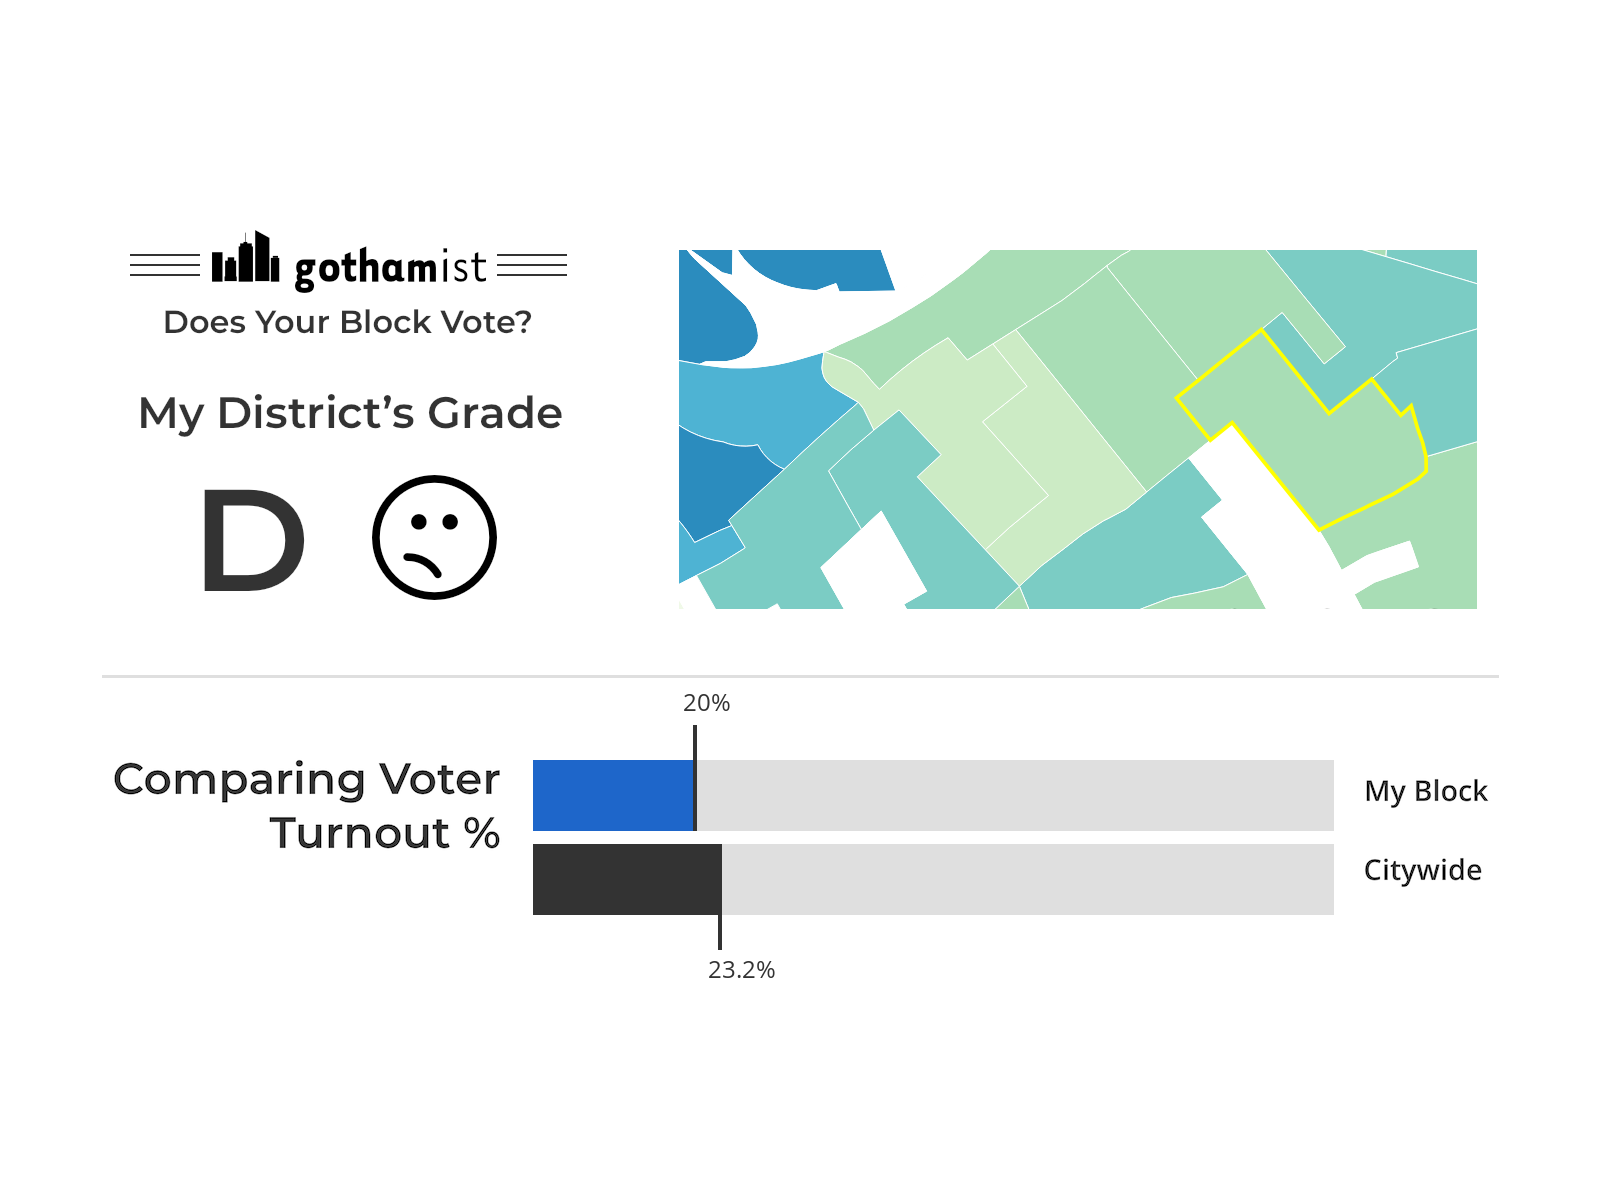 gothamist
Does Your Block Vote?
My District’s Grade
D
20%
Comparing Voter
Turnout %
My Block
Citywide
23.2%